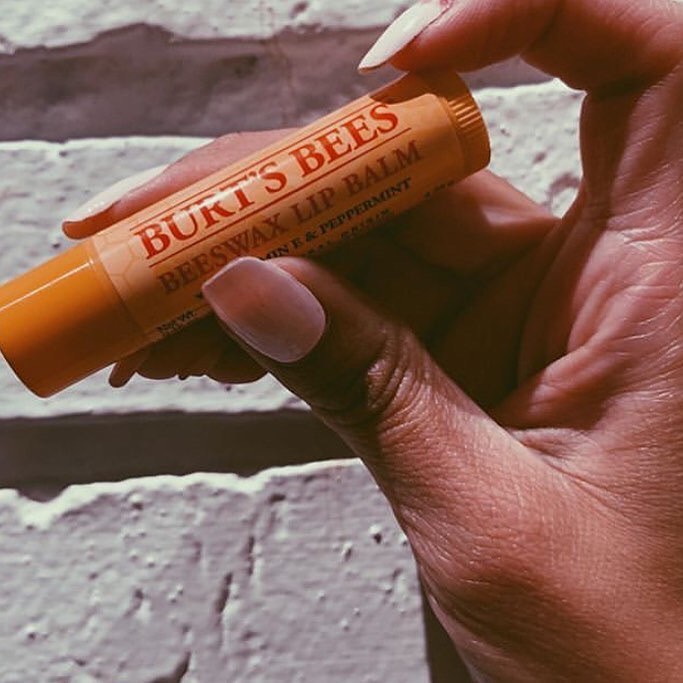 BURT'S BEES
BEESWAX LIP BALM
E & PEPPERMINT